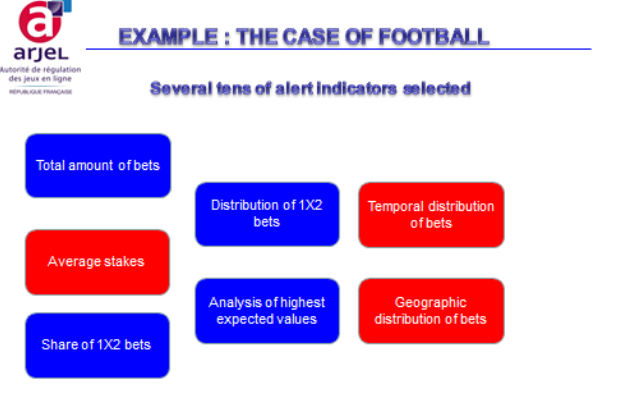 arjeL
Autorité de régulation
des jeux en ligne
RÉPUBLIQUE FRANÇAISE
EXAMPLE : THE CASE OF FOOTBALL
Several tens of alert indicators selected
Total amount of bets
Average stakes
Share of 1X2 bets
Distribution of 1X2
bets
Analysis of highest
expected values
Temporal distribution
of bets
Geographic
distribution of bets